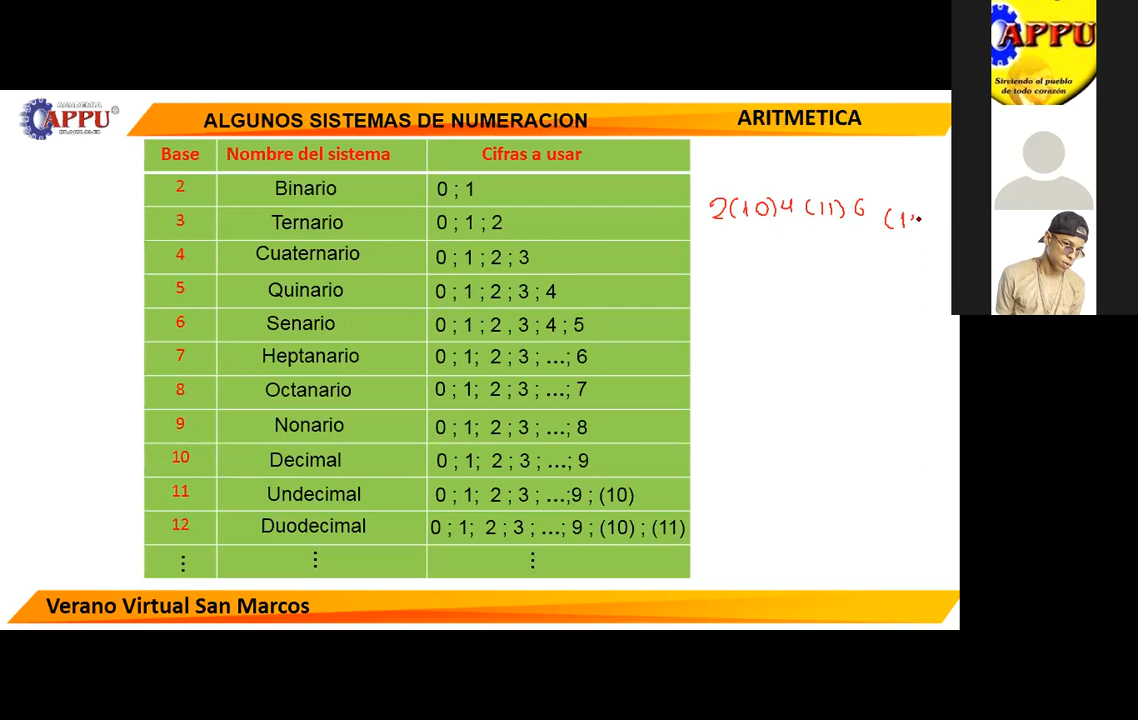 APPU
Sirviendo al pueblo
de todo corazón
ACADEMIA
APPU
ALGUNOS SISTEMAS DE NUMERACION
ARITMETICA
Base Nombre del sistema Cifras a usar
2 Binario 0 ; 1
3 Ternario 0 ; 1 ; 2
4 Cuaternario 0 ; 1 ; 2 ; 3
5 Quinario 0 ; 1 ; 2 ; 3 ; 4
6 Senario 0 ; 1 ; 2 , 3 ; 4 ; 5
7 Heptanario 0 ; 1; 2 ; 3 ; ...; 6
8 Octanario 0 ; 1; 2 ; 3 ; ...; 7
9 Nonario 0 ; 1; 2 ; 3 ; ...; 8
10 Decimal 0 ; 1; 2 ; 3 ; ...; 9
11 Undecimal 0 ; 1; 2 ; 3 ; ...;9 ; (10)
12 Duodecimal 0 ; 1; 2 ; 3 ; ...; 9 ; (10) ; (11)
⋮ ⋮ ⋮
2(10)4(11)6 (1
Verano Virtual San Marcos